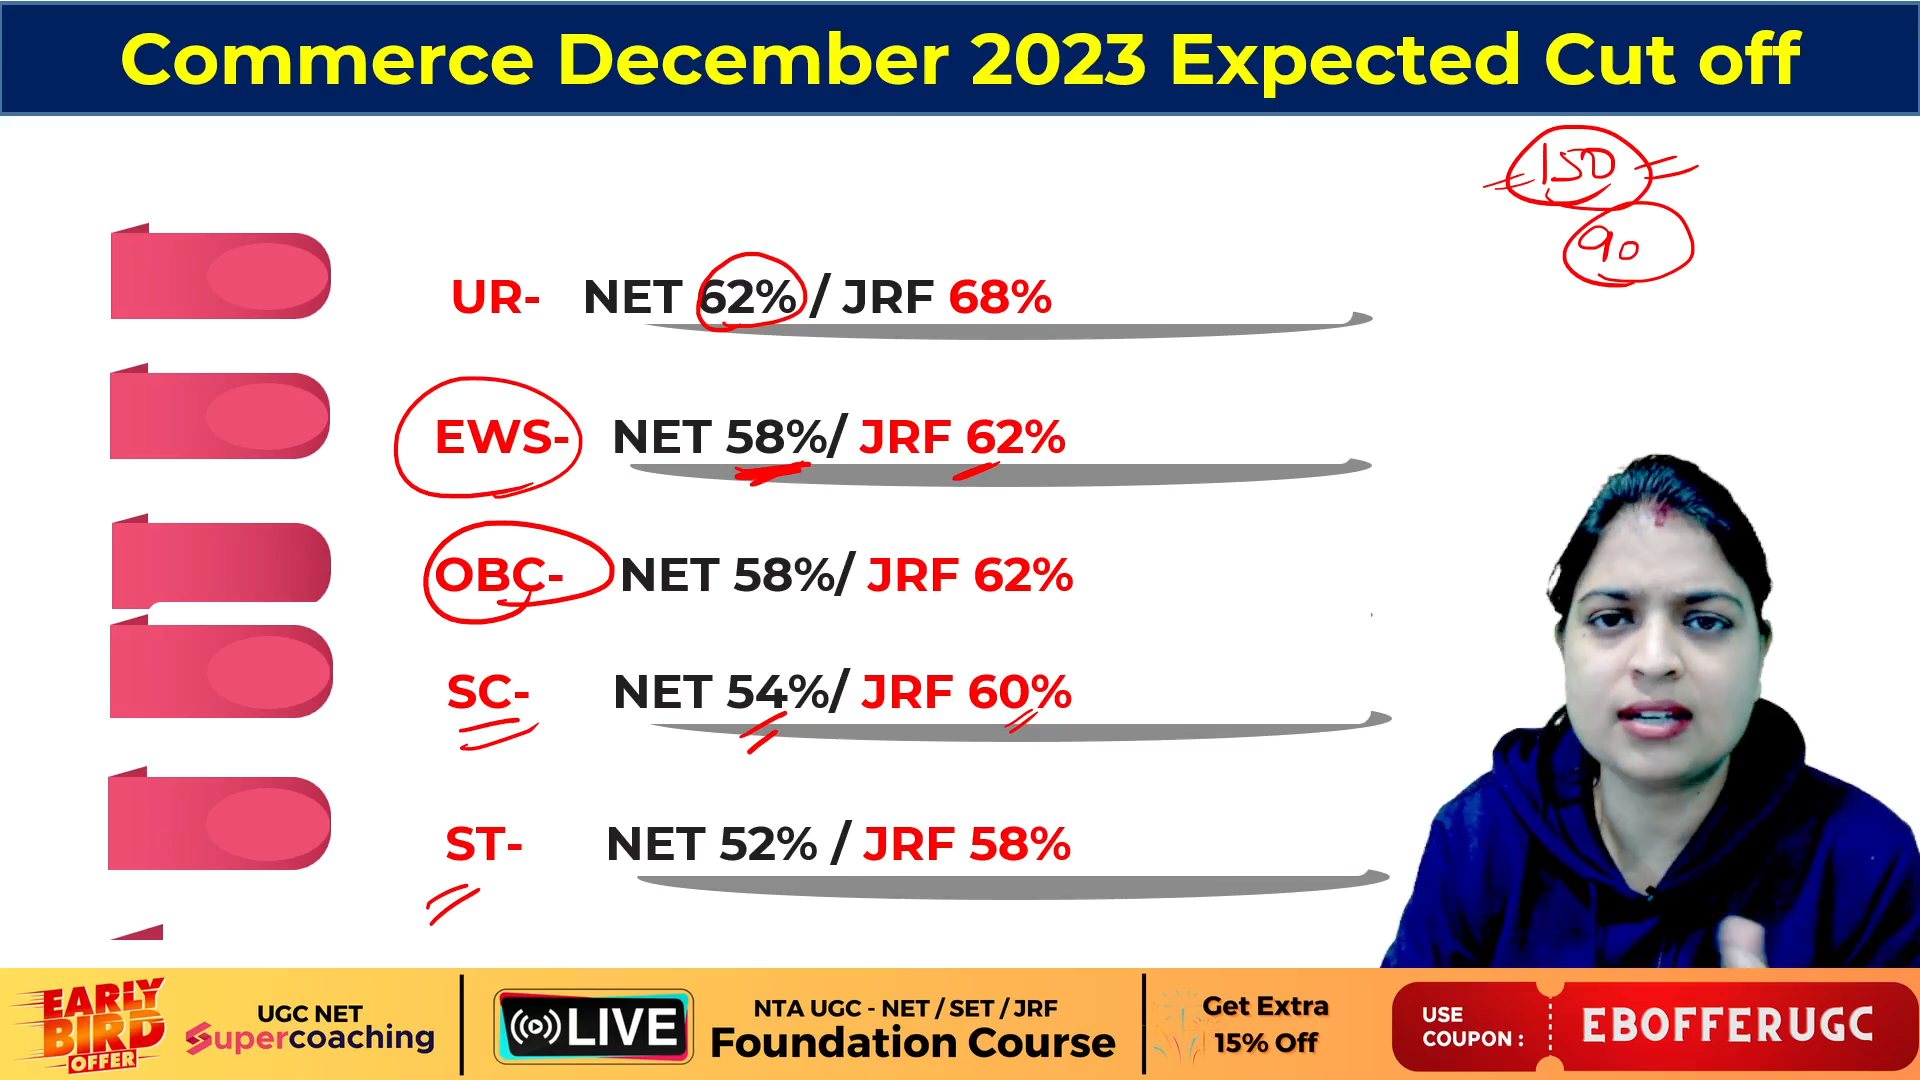 Commerce December 2023 Expected Cut off
150
90
UR- NET 62% / JRF 68%
EWS- NET 58%/ JRF 62%
OBC- NET 58%/ JRF 62%
SC- NET 54%/ JRF 60%
ST- NET 52% / JRF 58%
EARLY
BIRD
OFFER
UGC NET
Supercoaching
LIVE
NTA UGC - NET / SET / JRF
Foundation Course
Get Extra
15% Off
USE
COUPON :
EBOFFERUGC